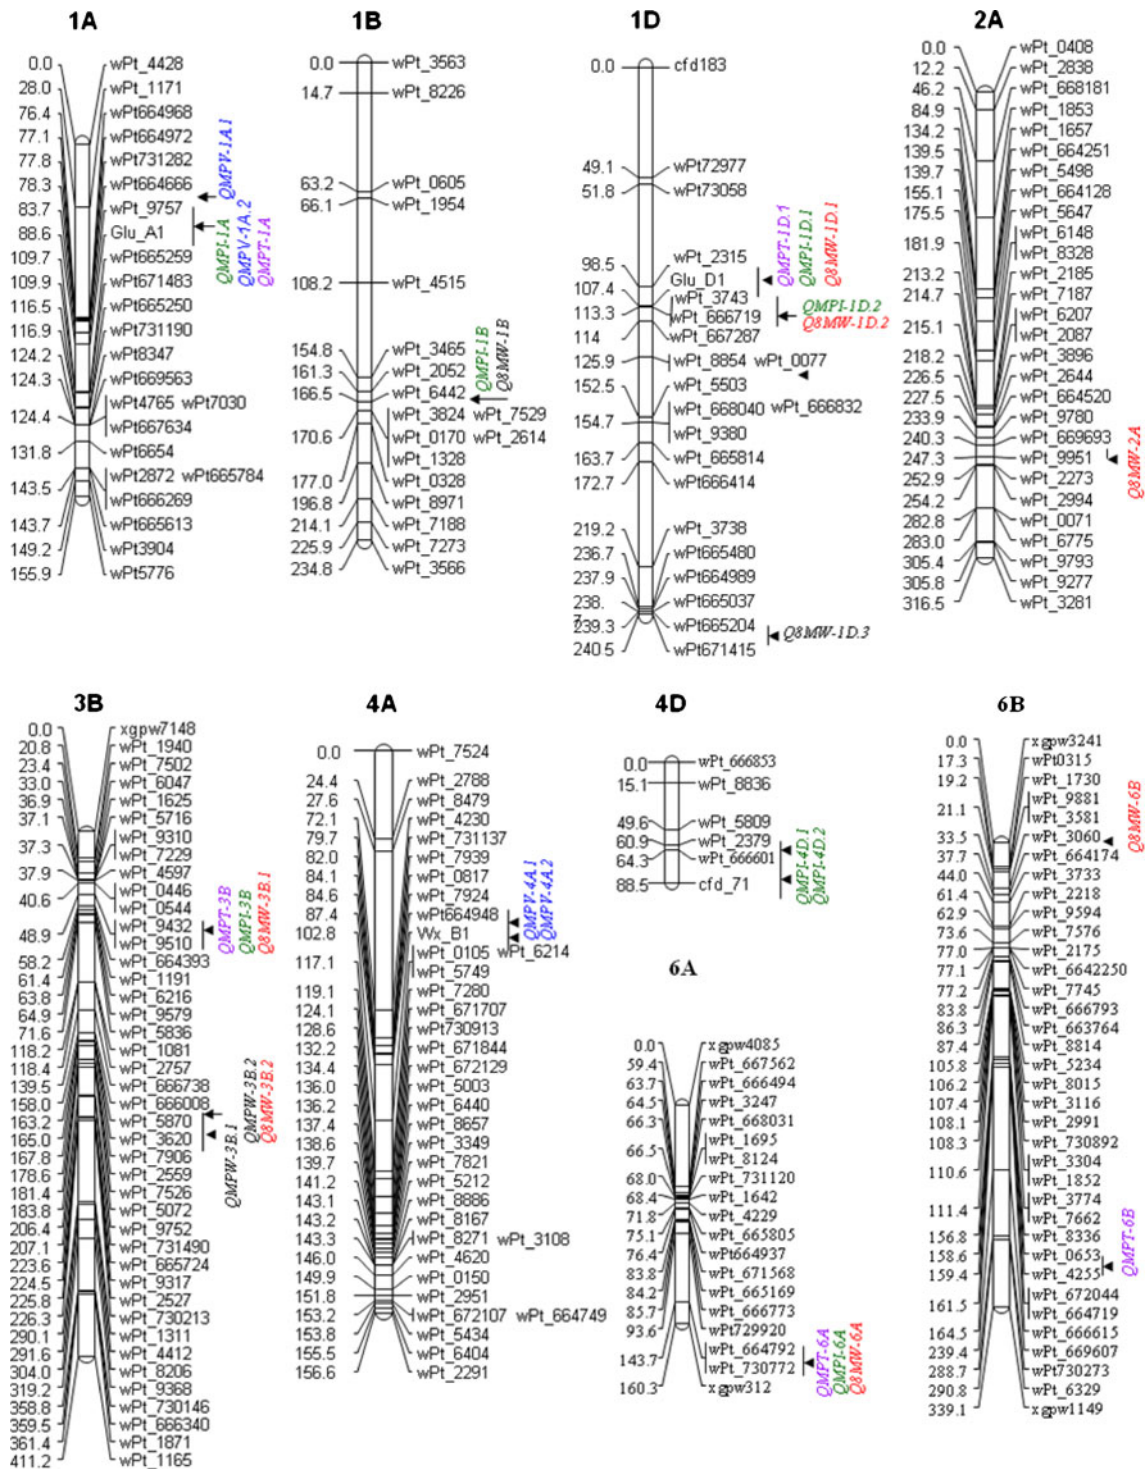 1A
0.0 wPt_4428
28.0 wPt_1171
76.4 wPt664968
77.1 wPt664972
77.8 wPt731282
78.3 wPt664666
83.7 wPt_9757
88.6 Glu_A1
109.7 wPt665259
109.9 wPt671483
116.5 wPt665250
116.9 wPt731190
124.2 wPt8347
124.3 wPt669563
wPt4765 wPt7030
124.4 wPt667634
131.8 wPt6654
wPt2872 wPt665784
143.5 wPt666269
143.7 wPt665613
149.2 wPt3904
155.9 wPt5776
QMPV-1A.1
QMPI-1A
QMPV-1A.2
QMPT-1A
1B
0.0 wPt_3563
14.7 wPt_8226
63.2 wPt_0605
66.1 wPt_1954
108.2 wPt_4515
154.8 wPt_3465
161.3 wPt_2052
166.5 wPt_6442
wPt_3824 wPt_7529
170.6 wPt_0170 wPt_2614
wPt_1328
177.0 wPt_0328
196.8 wPt_8971
214.1 wPt_7188
225.9 wPt_7273
234.8 wPt_3566
QMPI-1B
Q8MW-1B
1D
0.0 cfd183
49.1 wPt72977
51.8 wPt73058
98.5 wPt_2315
107.4 Glu_D1
wPt_3743
113.3 wPt_666719
114 wPt_667287
125.9 wPt_8854 wPt_0077
152.5 wPt_5503
wPt_668040 wPt_666832
154.7 wPt_9380
163.7 wPt_665814
172.7 wPt_666414
219.2 wPt_3738
236.7 wPt665480
237.9 wPt664989
238.7 wPt665037
239.3 wPt665204
240.5 wPt671415
QMPT-1D.1
QMPI-1D.1
Q8MW-1D.1
QMPI-1D.2
Q8MW-1D.2
Q8MW-1D.3
2A
0.0 wPt_0408
12.2 wPt_2838
46.2 wPt_668181
84.9 wPt_1853
134.2 wPt_1657
139.5 wPt_664251
139.7 wPt_5498
155.1 wPt_664128
175.5 wPt_5647
wPt_6148
181.9 wPt_8328
213.2 wPt_2185
214.7 wPt_7187
wPt_6207
215.1 wPt_2087
218.2 wPt_3896
226.5 wPt_2644
227.5 wPt_664520
233.9 wPt_9780
240.3 wPt_669693
247.3 wPt_9951
252.9 wPt_2273
254.2 wPt_2994
282.8 wPt_0071
283.0 wPt_6775
305.4 wPt_9793
305.8 wPt_9277
316.5 wPt_3281
Q8MW-2A
3B
0.0 xgpw7148
20.8 wPt_1940
23.4 wPt_7502
33.0 wPt_6047
36.9 wPt_1625
37.1 wPt_5716
wPt_9310
37.3 wPt_7229
37.9 wPt_4597
wPt_0446
40.6 wPt_0544
wPt_9432
48.9 wPt_9510
58.2 wPt_664393
61.4 wPt_1191
63.8 wPt_6216
64.9 wPt_9579
71.6 wPt_5836
118.2 wPt_1081
118.4 wPt_2757
139.5 wPt_666738
158.0 wPt_666008
163.2 wPt_5870
165.0 wPt_3620
167.8 wPt_7906
178.6 wPt_2559
181.4 wPt_7526
183.8 wPt_5072
206.4 wPt_9752
207.1 wPt_731490
223.6 wPt_665724
224.5 wPt_9317
225.8 wPt_2527
226.3 wPt_730213
290.1 wPt_1311
291.6 wPt_4412
304.0 wPt_8206
319.2 wPt_9368
358.8 wPt_730146
359.5 wPt_666340
361.4 wPt_1871
411.2 wPt_1165
QMPT-3B
QMPI-3B
Q8MW-3B.1
QMPW-3B.1
QMPW-3B.2
Q8MW-3B.2
4A
0.0 wPt_7524
24.4 wPt_2788
27.6 wPt_8479
72.1 wPt_4230
79.7 wPt_731137
82.0 wPt_7939
84.1 wPt_0817
84.6 wPt_7924
87.4 wPt664948
102.8 Wx_B1
wPt_0105 wPt_6214
117.1 wPt_5749
119.1 wPt_7280
124.1 wPt_671707
128.6 wPt730913
132.2 wPt_671844
134.4 wPt_672129
136.0 wPt_5003
136.2 wPt_6440
137.4 wPt_8657
138.6 wPt_3349
139.7 wPt_7821
141.2 wPt_5212
143.1 wPt_8886
143.2 wPt_8167
143.3 wPt_8271 wPt_3108
146.0 wPt_4620
149.9 wPt_0150
151.8 wPt_2951
153.2 wPt_672107 wPt_664749
153.8 wPt_5434
155.5 wPt_6404
156.6 wPt_2291
QMPV-4A.1
QMPV-4A.2
4D
0.0 wPt_666853
15.1 wPt_8836
49.6 wPt_5809
60.9 wPt_2379
64.3 wPt_666601
88.5 cfd_71
QMPI-4D.1
QMPI-4D.2
6A
0.0 xgpw4085
59.4 wPt_667562
63.7 wPt_666494
64.5 wPt_3247
66.3 wPt_668031
wPt_1695
66.5 wPt_8124
68.0 wPt_731120
68.4 wPt_1642
71.8 wPt_4229
75.1 wPt_665805
76.4 wPt664937
83.8 wPt_671568
84.2 wPt_665169
85.7 wPt_666773
93.6 wPt729920
wPt_664792
143.7 wPt_730772
160.3 xgpw312
QMPT-6A
QMPI-6A
Q8MW-6A
6B
0.0 xgpw3241
17.3 wPt0315
19.2 wPt_1730
wPt_9881
21.1 wPt_3581
33.5 wPt_3060
37.7 wPt_664174
44.0 wPt_3733
61.4 wPt_2218
62.9 wPt_9594
73.6 wPt_7576
77.0 wPt_2175
77.1 wPt_6642250
77.2 wPt_7745
83.8 wPt_666793
86.3 wPt_663764
87.4 wPt_8814
105.8 wPt_5234
106.2 wPt_8015
107.4 wPt_3116
108.1 wPt_2991
108.3 wPt_730892
wPt_3304
110.6 wPt_1852
wPt_3774
111.4 wPt_7662
156.8 wPt_8336
158.6 wPt_0653
159.4 wPt_4255
wPt_672044
161.5 wPt_664719
164.5 wPt_666615
239.4 wPt_669607
288.7 wPt730273
290.8 wPt_6329
339.1 xgpw1149
Q8MW-6B
QMPT-6B